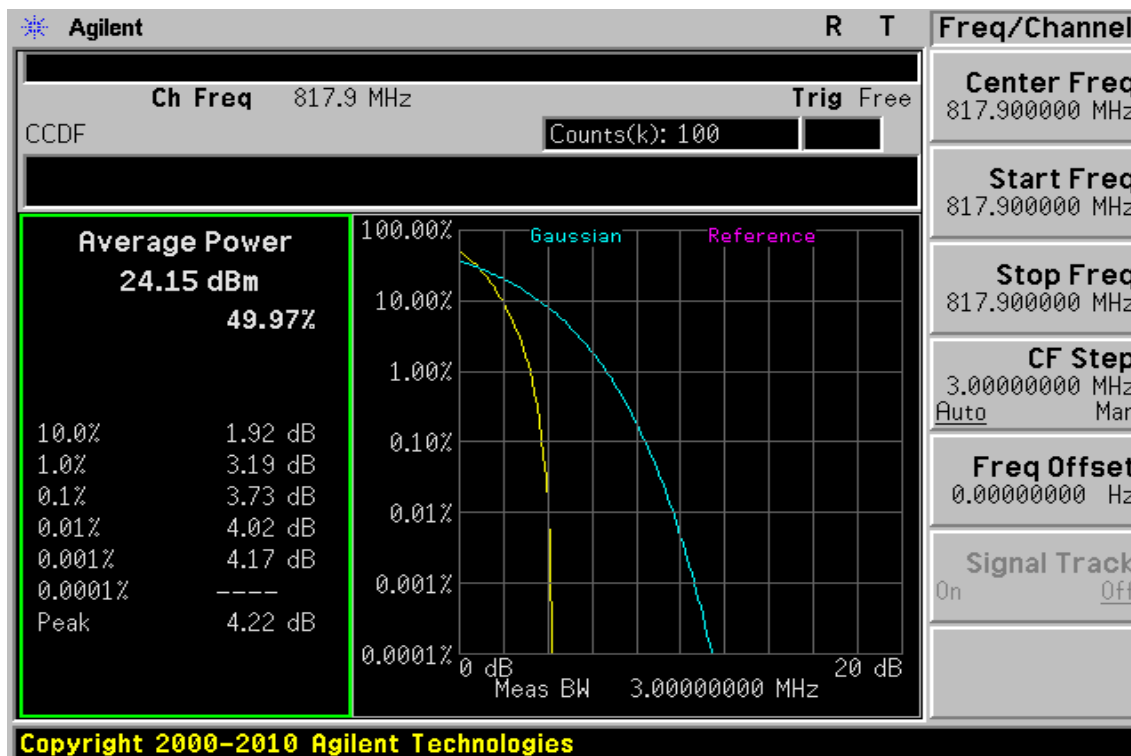 Agilent R T
Ch Freq 817.9 MHz Trig Free
CCDF Counts(k): 100
Average Power
24.15 dBm
49.97%
10.0% 1.92 dB
1.0% 3.19 dB
0.1% 3.73 dB
0.01% 4.02 dB
0.001% 4.17 dB
0.0001% ----
Peak 4.22 dB
Gaussian Reference
100.00%
10.00%
1.00%
0.10%
0.01%
0.001%
0.0001%
0 dB 20 dB
Meas BW 3.00000000 MHz
Freq/Channel
Center Freq
817.900000 MHz
Start Freq
817.900000 MHz
Stop Freq
817.900000 MHz
CF Step
3.00000000 MHz
Auto Man
Freq Offset
0.00000000 Hz
Signal Track
On Off
Copyright 2000-2010 Agilent Technologies